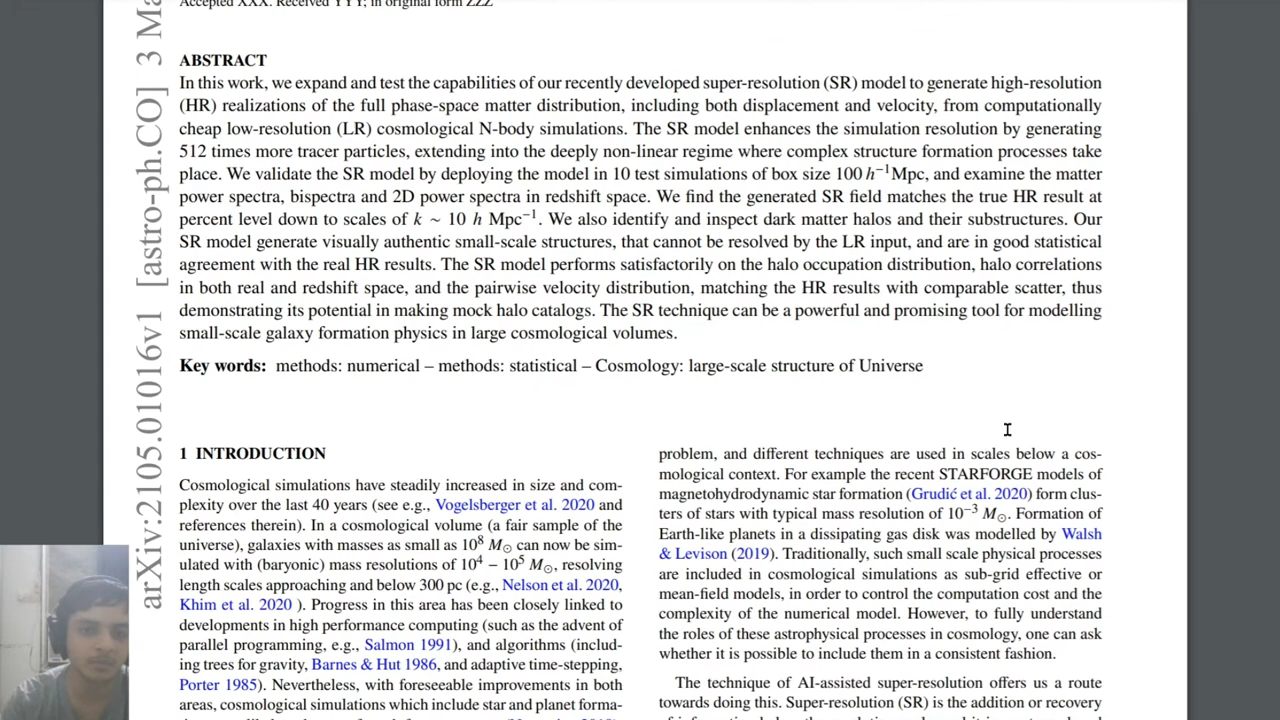 Accepted XXX. Received YYY; in original form ZZZ
ABSTRACT
In this work, we expand and test the capabilities of our recently developed super-resolution (SR) model to generate high-resolution
(HR) realizations of the full phase-space matter distribution, including both displacement and velocity, from computationally
cheap low-resolution (LR) cosmological N-body simulations. The SR model enhances the simulation resolution by generating
512 times more tracer particles, extending into the deeply non-linear regime where complex structure formation processes take
place. We validate the SR model by deploying the model in 10 test simulations of box size 100 h⁻¹Mpc, and examine the matter
power spectra, bispectra and 2D power spectra in redshift space. We find the generated SR field matches the true HR result at
percent level down to scales of k ∼ 10 h Mpc⁻¹. We also identify and inspect dark matter halos and their substructures. Our
SR model generate visually authentic small-scale structures, that cannot be resolved by the LR input, and are in good statistical
agreement with the real HR results. The SR model performs satisfactorily on the halo occupation distribution, halo correlations
in both real and redshift space, and the pairwise velocity distribution, matching the HR results with comparable scatter, thus
demonstrating its potential in making mock halo catalogs. The SR technique can be a powerful and promising tool for modelling
small-scale galaxy formation physics in large cosmological volumes.
Key words: methods: numerical – methods: statistical – Cosmology: large-scale structure of Universe
arXiv:2105.01016v1 [astro-ph.CO] 3
1 INTRODUCTION
Cosmological simulations have steadily increased in size and com-
plexity over the last 40 years (see e.g., Vogelsberger et al. 2020 and
references therein). In a cosmological volume (a fair sample of the
universe), galaxies with masses as small as 10⁸ M⊙ can now be sim-
ulated with (baryonic) mass resolutions of 10⁴ − 10⁵ M⊙, resolving
length scales approaching and below 300 pc (e.g., Nelson et al. 2020,
Khim et al. 2020 ). Progress in this area has been closely linked to
developments in high performance computing (such as the advent of
parallel programming, e.g., Salmon 1991), and algorithms (includ-
ing trees for gravity, Barnes & Hut 1986, and adaptive time-stepping,
Porter 1985). Nevertheless, with foreseeable improvements in both
areas, cosmological simulations which include star and planet forma-
problem, and different techniques are used in scales below a cos-
mological context. For example the recent STARFORGE models of
magnetohydrodynamic star formation (Grudić et al. 2020) form clus-
ters of stars with typical mass resolution of 10⁻³ M⊙. Formation of
Earth-like planets in a dissipating gas disk was modelled by Walsh
& Levison (2019). Traditionally, such small scale physical processes
are included in cosmological simulations as sub-grid effective or
mean-field models, in order to control the computation cost and the
complexity of the numerical model. However, to fully understand
the roles of these astrophysical processes in cosmology, one can ask
whether it is possible to include them in a consistent fashion.
The technique of AI-assisted super-resolution offers us a route
towards doing this. Super-resolution (SR) is the addition or recovery